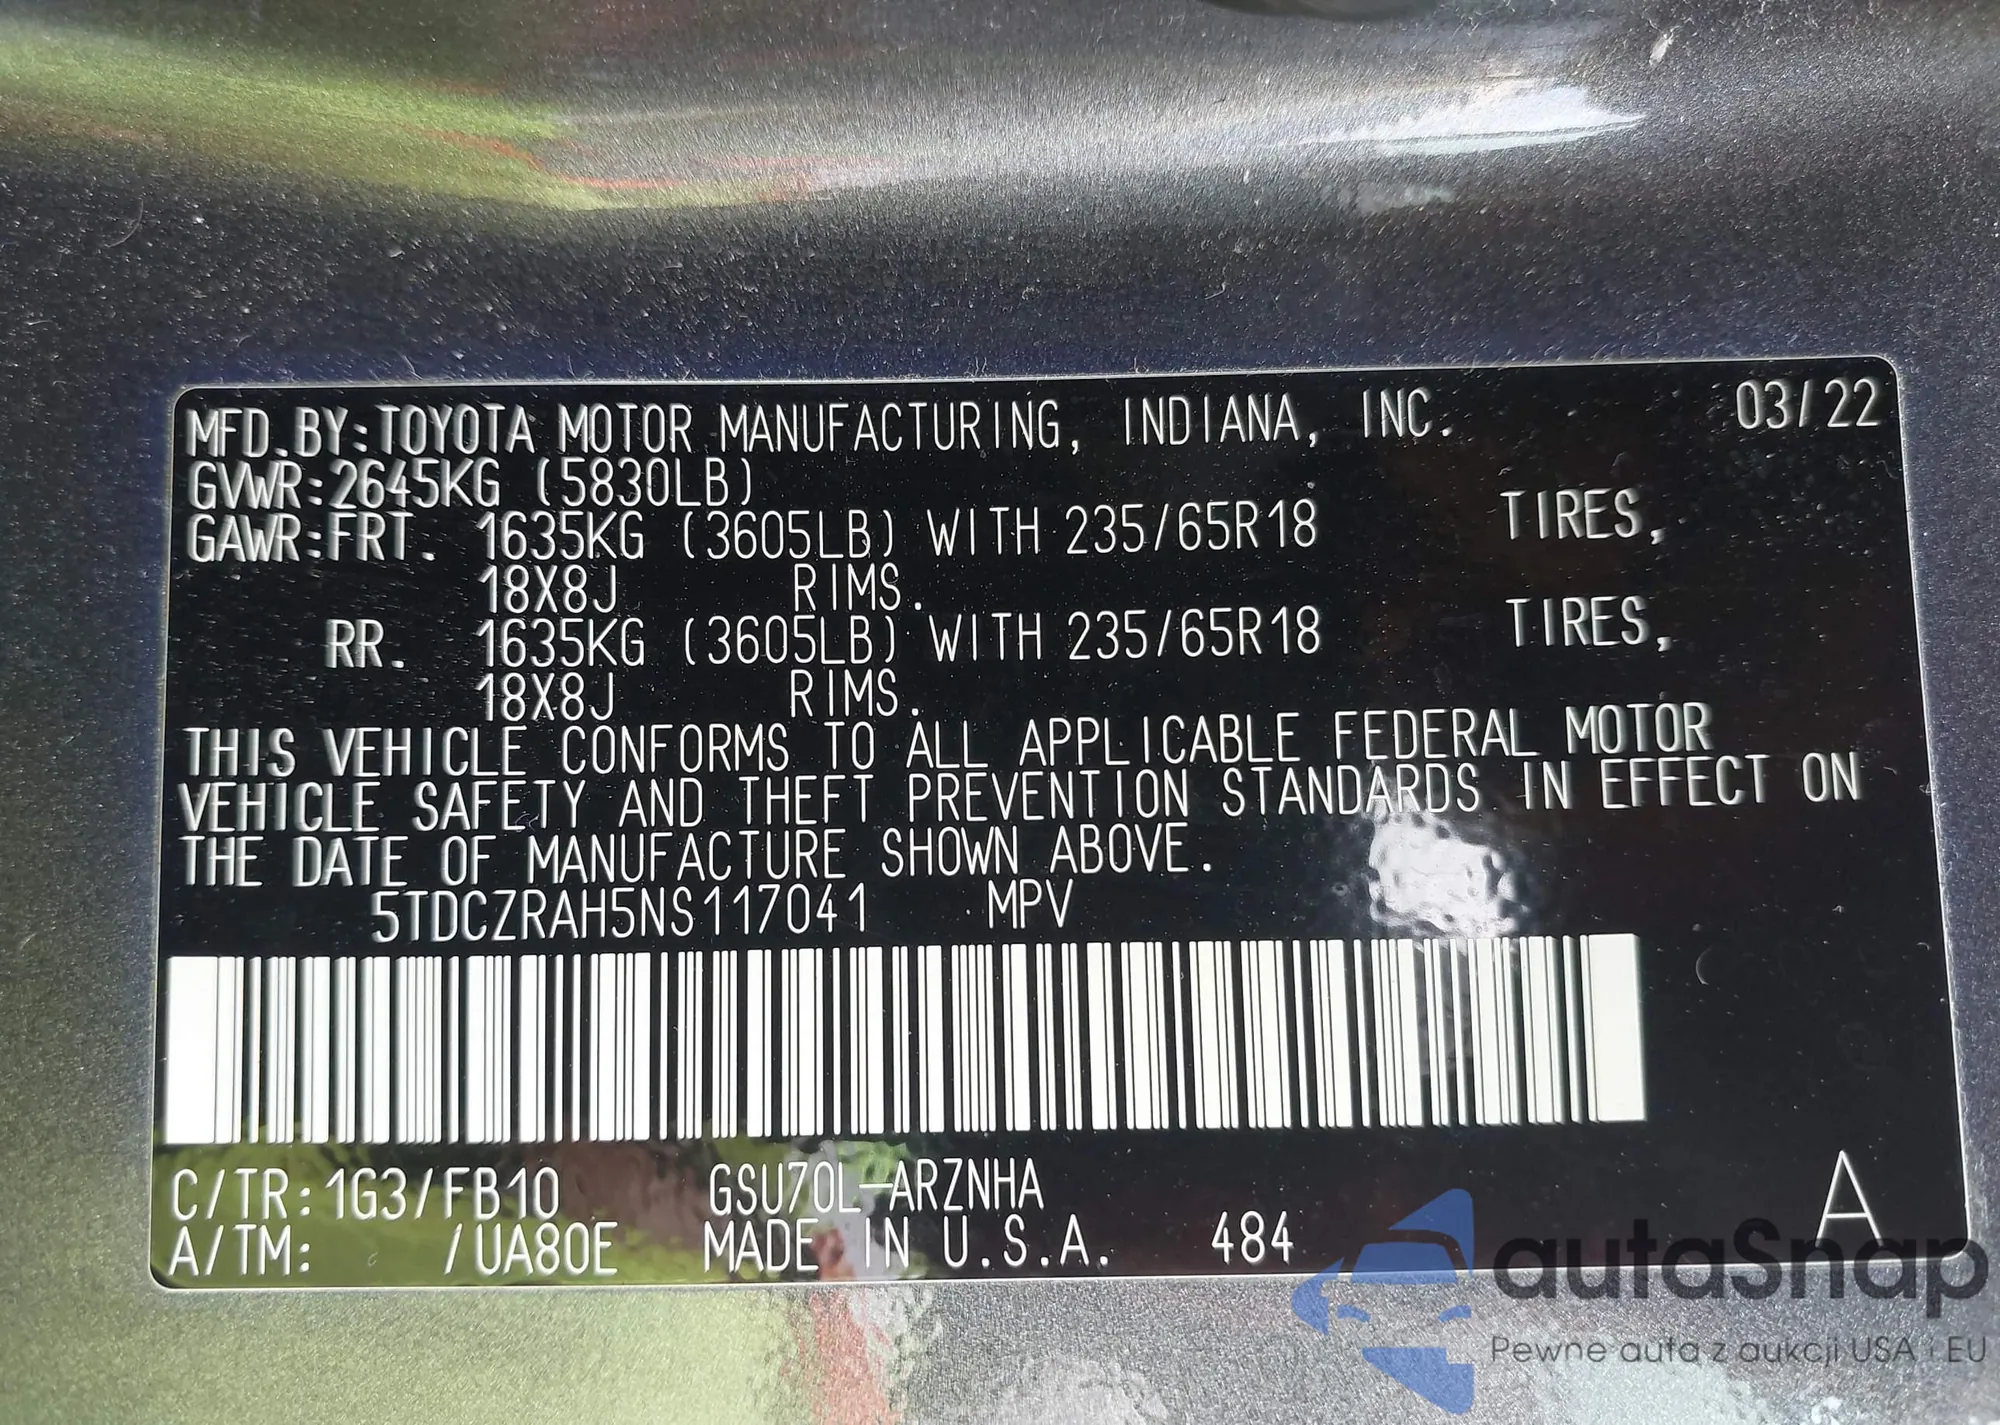 MFD.BY:TOYOTA MOTOR MANUFACTURING, INDIANA, INC. 03/22
GVWR:2645KG (5830LB)
GAWR:FRT. 1635KG (3605LB) WITH 235/65R18 TIRES,
18X8J RIMS.
RR. 1635KG (3605LB) WITH 235/65R18 TIRES,
18X8J RIMS.
THIS VEHICLE CONFORMS TO ALL APPLICABLE FEDERAL MOTOR
VEHICLE SAFETY AND THEFT PREVENTION STANDARDS IN EFFECT ON
THE DATE OF MANUFACTURE SHOWN ABOVE.
5TDCZRAH5NS117041 MPV
C/TR:1G3/FB10 GSU70L-ARZNHA A
A/TM: /UA80E MADE IN U.S.A. 484
autaSnap
Pewne auta z aukcji USA i EU